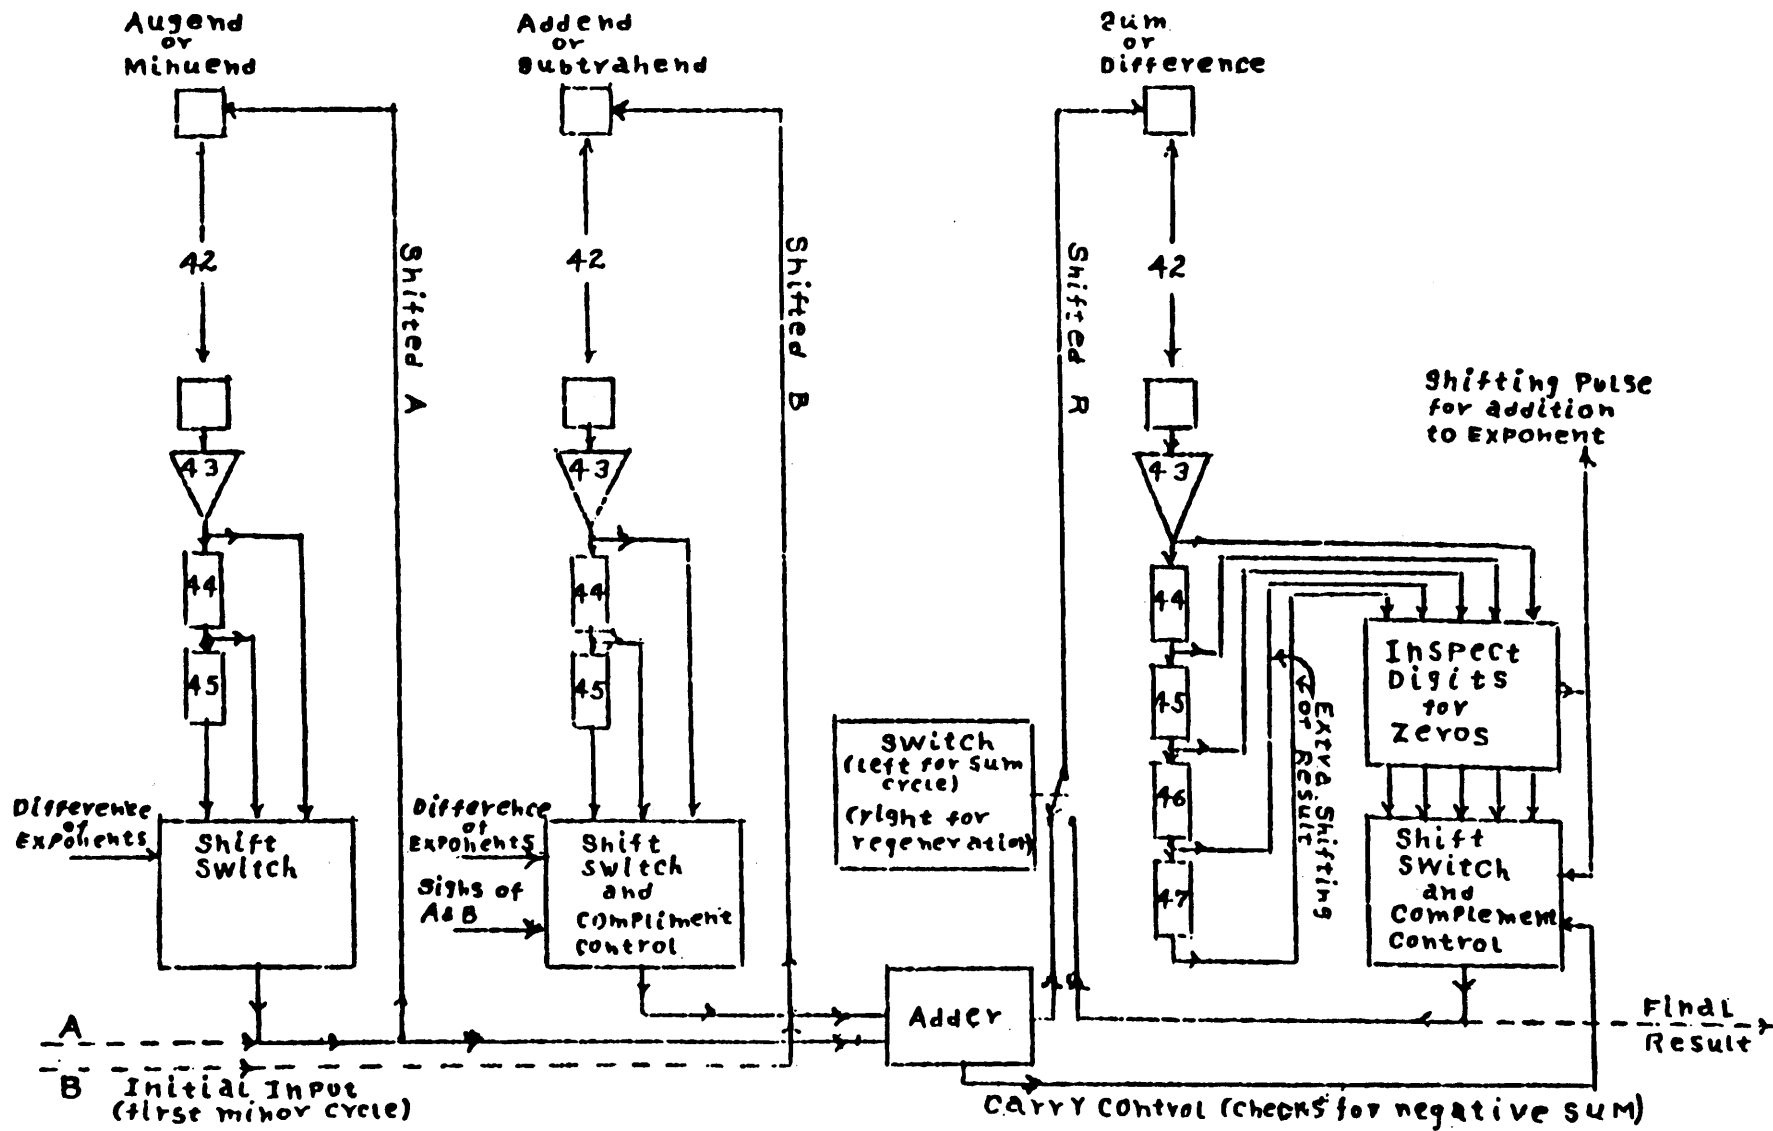 Augend
or
Minuend
Addend
or
Subtrahend
Sum
or
Difference
42
42
42
Shifted A
Shifted B
Shifted R
Shifting Pulse
for addition
to Exponent
43
43
43
44
45
44
45
44
45
46
47
Extra Shifting
of Result
Inspect
Digits
for
Zeros
Switch
(left for sum
cycle)
(right for
regeneration)
Difference
of
Exponents
Shift
Switch
Difference
of
Exponents
Signs of
A&B
Shift
Switch
and
Compliment
Control
Shift
Switch
and
Complement
Control
Adder
A
B
Initial Input
(first minor cycle)
Final
Result
Carry Control (checks for negative sum)